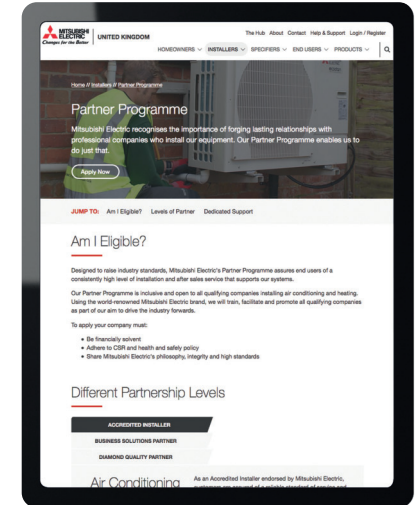 MITSUBISHI
ELECTRIC
Changes for the Better
UNITED KINGDOM
The Hub About Contact Help & Support Login / Register
HOMEOWNERS INSTALLERS SPECIFIERS END USERS PRODUCTS
Home // Installers // Partner Programme
Partner Programme
Mitsubishi Electric recognises the importance of forging lasting relationships with
professional companies who install our equipment. Our Partner Programme enables us to
do just that.
Apply Now
JUMP TO: Am I Eligible? Levels of Partner Dedicated Support
Am I Eligible?
Designed to raise industry standards, Mitsubishi Electric's Partner Programme assures end users of a
consistently high level of installation and after sales service that supports our systems.
Our Partner Programme is inclusive and open to all qualifying companies installing air conditioning and heating.
Using the world-renowned Mitsubishi Electric brand, we will train, facilitate and promote all qualifying companies
as part of our aim to drive the industry forwards.
To apply your company must:
• Be financially solvent
• Adhere to CSR and health and safety policy
• Share Mitsubishi Electric's philosophy, integrity and high standards
Different Partnership Levels
ACCREDITED INSTALLER
BUSINESS SOLUTIONS PARTNER
DIAMOND QUALITY PARTNER
Air Conditioning
As an Accredited Installer endorsed by Mitsubishi Electric,
customers are assured of a reliable standard of service and